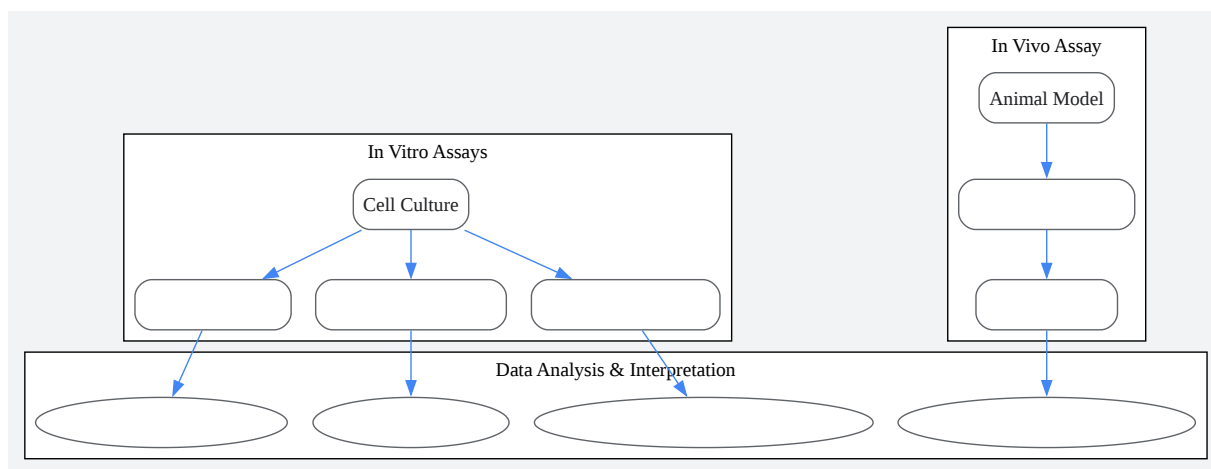 In Vivo Assay
Animal Model
In Vitro Assays
Cell Culture
Data Analysis & Interpretation